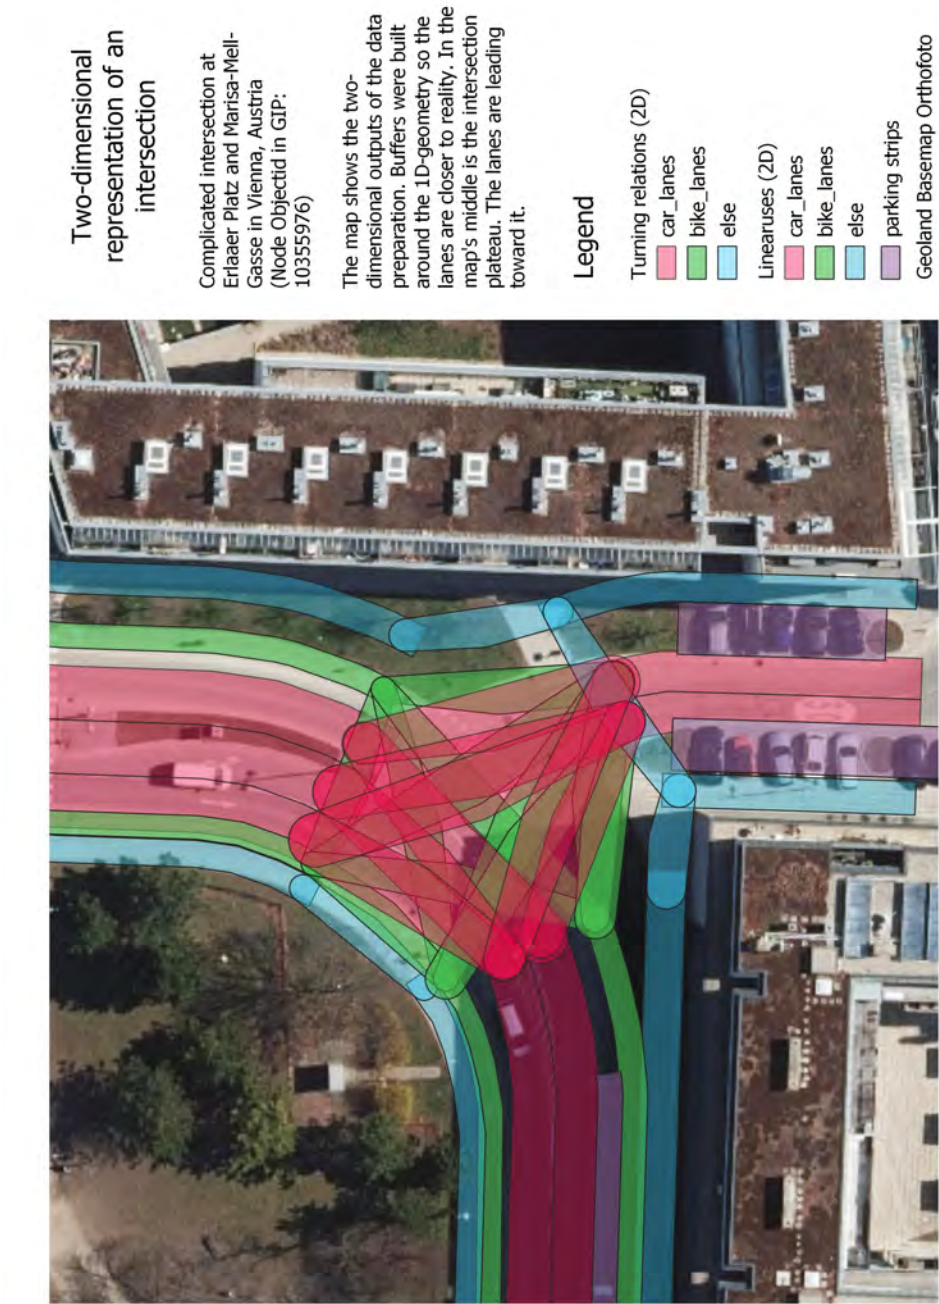 Two-dimensional
representation of an
intersection
Complicated intersection at
Erlaaer Platz and Marisa-Mell-
Gasse in Vienna, Austria
(Node Objectid in GIP:
10355976)
The map shows the two-
dimensional outputs of the data
preparation. Buffers were built
around the 1D-geometry so the
lanes are closer to reality. In the
map's middle is the intersection
plateau. The lanes are leading
toward it.
Legend
Turning relations (2D)
car_lanes
bike_lanes
else
Linearuses (2D)
car_lanes
bike_lanes
else
parking strips
Geoland Basemap Orthofoto